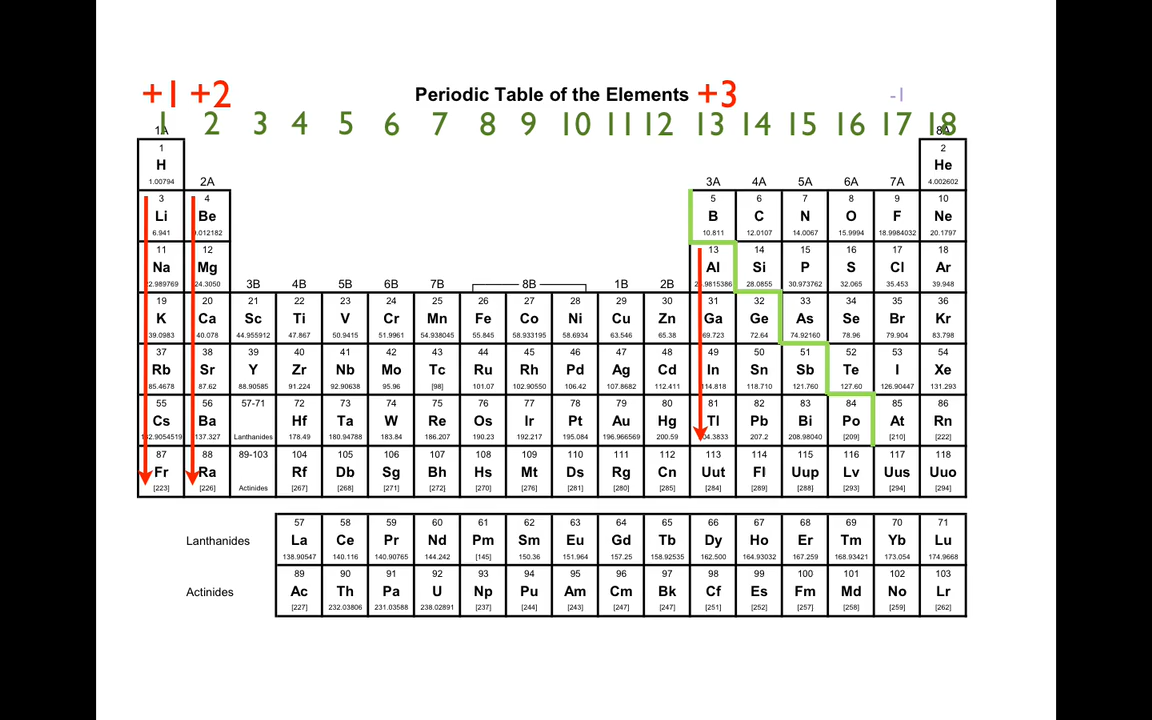 +1 +2 Periodic Table of the Elements +3 -1
1 2 3 4 5 6 7 8 9 10 11 12 13 14 15 16 17 18
1A 8A
1 2
H He
1.00794 2A 3A 4A 5A 6A 7A 4.002602
3 4 5 6 7 8 9 10
Li Be B C N O F Ne
6.941 9.012182 10.811 12.0107 14.0067 15.9994 18.9984032 20.1797
11 12 13 14 15 16 17 18
Na Mg Al Si P S Cl Ar
22.989769 24.3050 3B 4B 5B 6B 7B 8B 1B 2B 26.9815386 28.0855 30.973762 32.065 35.453 39.948
19 20 21 22 23 24 25 26 27 28 29 30 31 32 33 34 35 36
K Ca Sc Ti V Cr Mn Fe Co Ni Cu Zn Ga Ge As Se Br Kr
39.0983 40.078 44.955912 47.867 50.9415 51.9961 54.938045 55.845 58.933195 58.6934 63.546 65.38 69.723 72.64 74.92160 78.96 79.904 83.798
37 38 39 40 41 42 43 44 45 46 47 48 49 50 51 52 53 54
Rb Sr Y Zr Nb Mo Tc Ru Rh Pd Ag Cd In Sn Sb Te I Xe
85.4678 87.62 88.90585 91.224 92.90638 95.96 [98] 101.07 102.90550 106.42 107.8682 112.411 114.818 118.710 121.760 127.60 126.90447 131.293
55 56 57-71 72 73 74 75 76 77 78 79 80 81 82 83 84 85 86
Cs Ba Hf Ta W Re Os Ir Pt Au Hg Tl Pb Bi Po At Rn
132.9054519 137.327 Lanthanides 178.49 180.94788 183.84 186.207 190.23 192.217 195.084 196.966569 200.59 204.3833 207.2 208.98040 [209] [210] [222]
87 88 89-103 104 105 106 107 108 109 110 111 112 113 114 115 116 117 118
Fr Ra Rf Db Sg Bh Hs Mt Ds Rg Cn Uut Fl Uup Lv Uus Uuo
[223] [226] Actinides [267] [268] [271] [272] [270] [276] [281] [280] [285] [284] [289] [288] [293] [294] [294]
57 58 59 60 61 62 63 64 65 66 67 68 69 70 71
Lanthanides La Ce Pr Nd Pm Sm Eu Gd Tb Dy Ho Er Tm Yb Lu
138.90547 140.116 140.90765 144.242 [145] 150.36 151.964 157.25 158.92535 162.500 164.93032 167.259 168.93421 173.054 174.9668
89 90 91 92 93 94 95 96 97 98 99 100 101 102 103
Actinides Ac Th Pa U Np Pu Am Cm Bk Cf Es Fm Md No Lr
[227] 232.03806 231.03588 238.02891 [237] [244] [243] [247] [247] [251] [252] [257] [258] [259] [262]